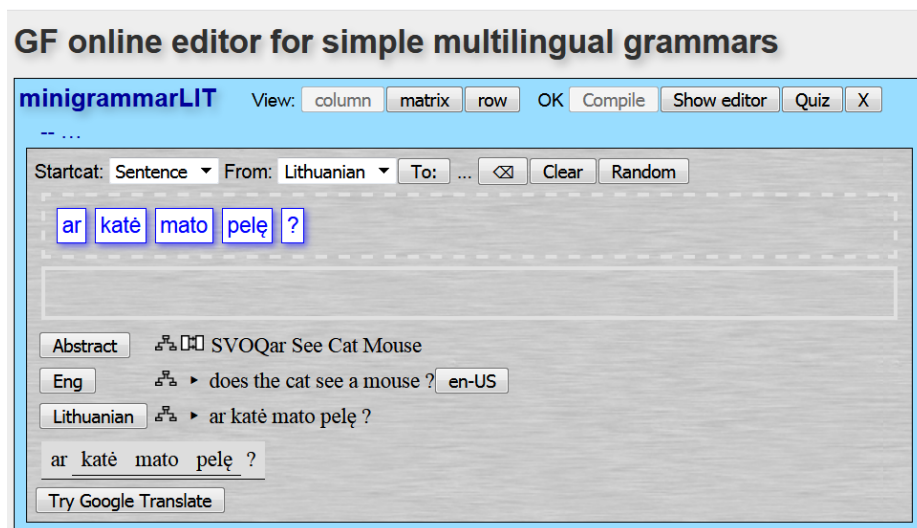 GF online editor for simple multilingual grammars
minigrammarLIT View: column matrix row OK Compile Show editor Quiz X
-- ...
Startcat: Sentence From: Lithuanian To: ... ⌫ Clear Random
ar katė mato pelę ?
Abstract SVOQar See Cat Mouse
Eng does the cat see a mouse ? en-US
Lithuanian ar katė mato pelę ?
ar katė mato pelę ?
Try Google Translate